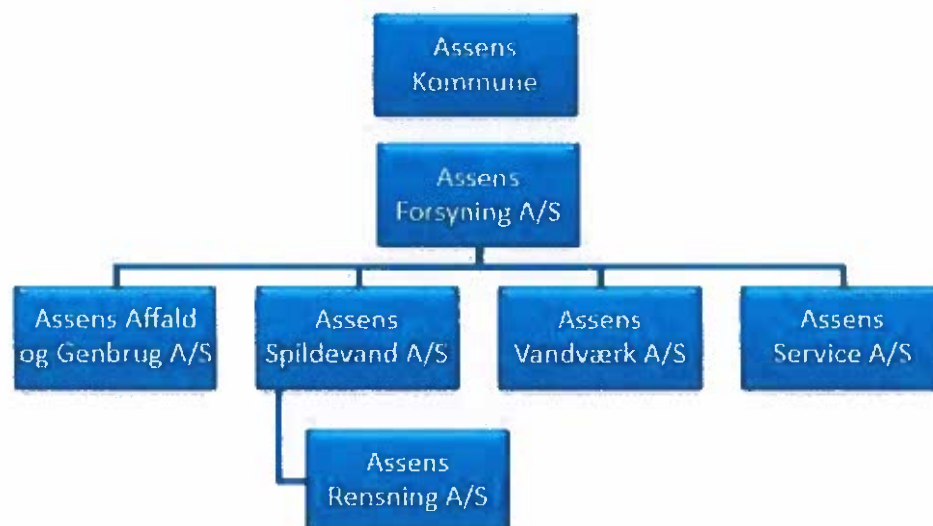 Assens
Kommune
Assens
Forsyning A/S
Assens Affald
og Genbrug A/S
Assens
Spildevand A/S
Assens
Vandværk A/S
Assens
Service A/S
Assens
Rensning A/S